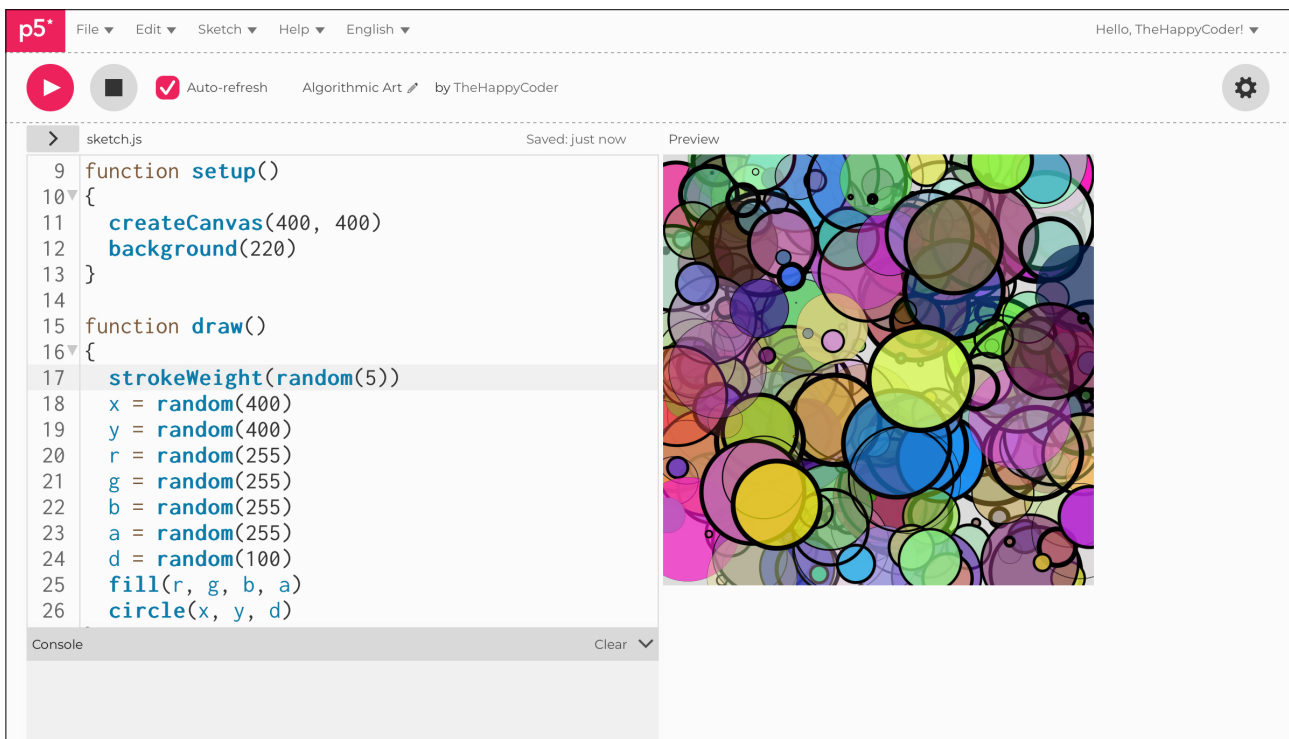 p5* File Edit Sketch Help English Hello, TheHappyCoder!
Auto-refresh Algorithmic Art by TheHappyCoder
sketch.js Saved: just now Preview
9 function setup()
10 {
11 createCanvas(400, 400)
12 background(220)
13 }
14
15 function draw()
16 {
17 strokeWeight(random(5))
18 x = random(400)
19 y = random(400)
20 r = random(255)
21 g = random(255)
22 b = random(255)
23 a = random(255)
24 d = random(100)
25 fill(r, g, b, a)
26 circle(x, y, d)
Console Clear